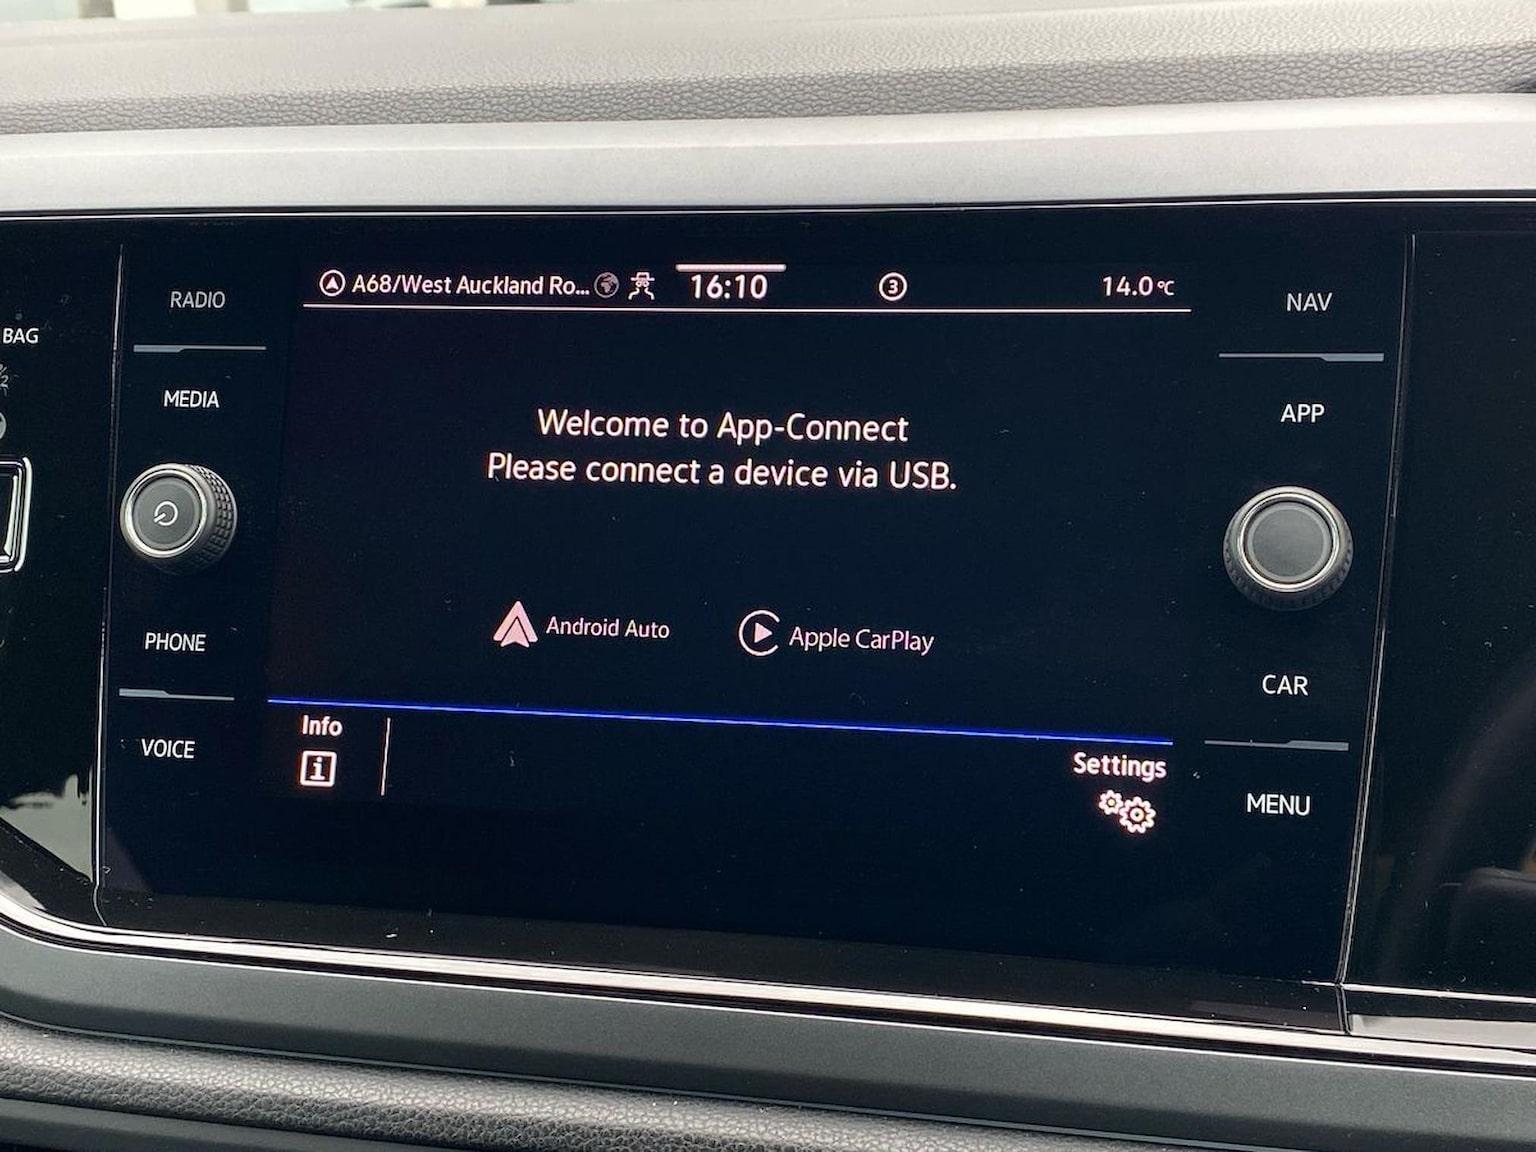 A68/West Auckland Ro...
16:10
3
14.0°C
RADIO
MEDIA
PHONE
VOICE
BAG
Welcome to App-Connect
Please connect a device via USB.
Android Auto
Apple CarPlay
Info
i
Settings
NAV
APP
CAR
MENU